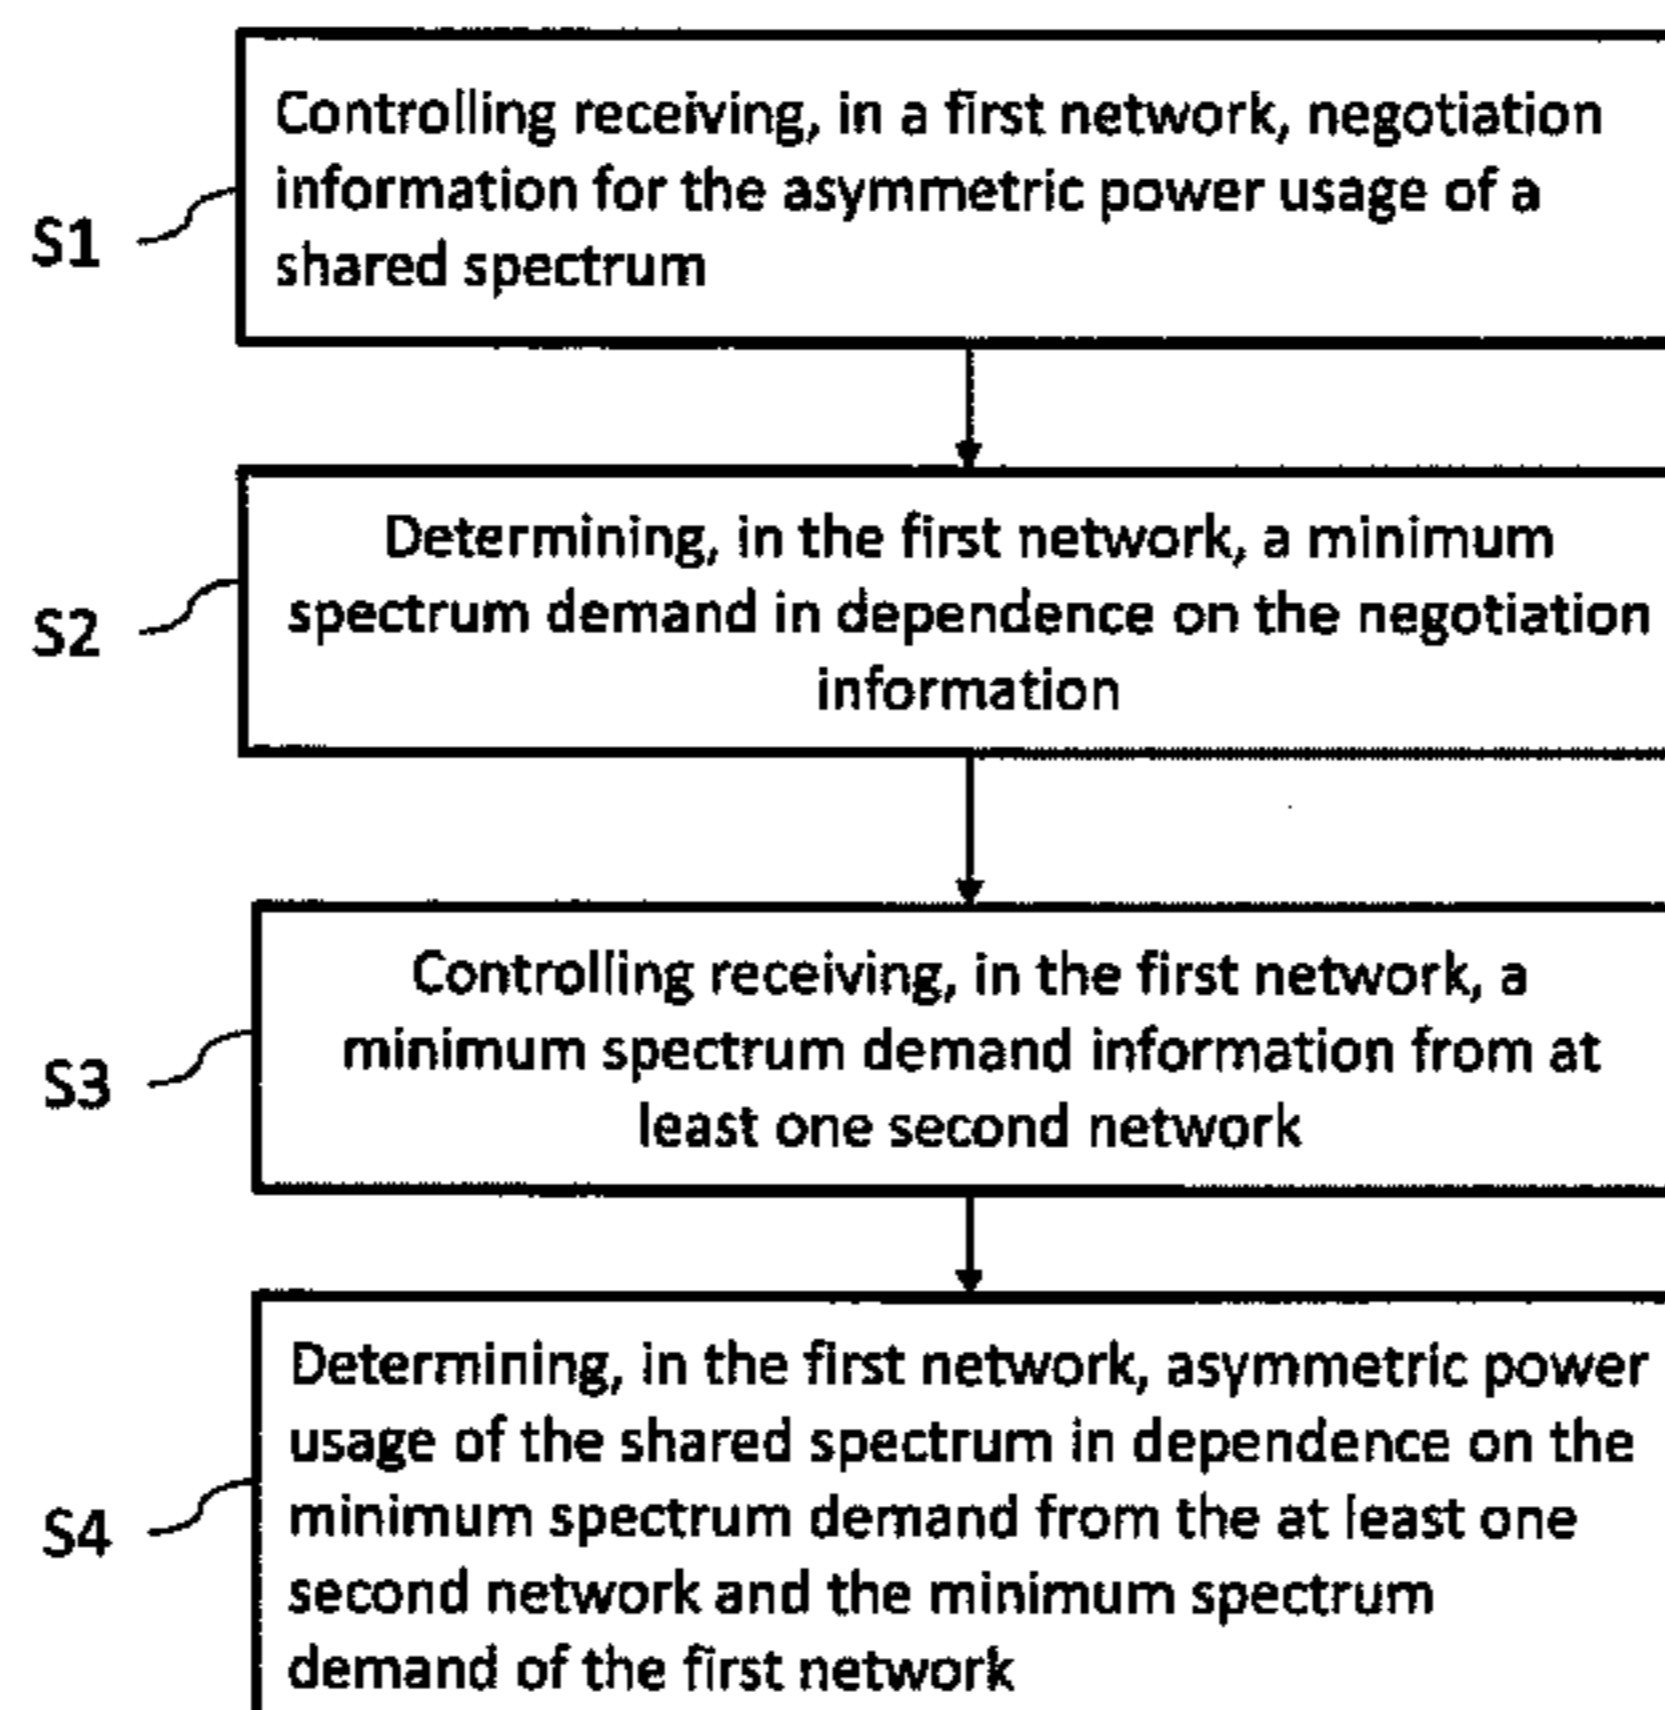 Controlling receiving, in a first network, negotiation
information for the asymmetric power usage of a
shared spectrum
S1
Determining, in the first network, a minimum
spectrum demand in dependence on the negotiation
information
S2
Controlling receiving, in the first network, a
minimum spectrum demand information from at
least one second network
S3
Determining, in the first network, asymmetric power
usage of the shared spectrum in dependence on the
minimum spectrum demand from the at least one
second network and the minimum spectrum
demand of the first network
S4